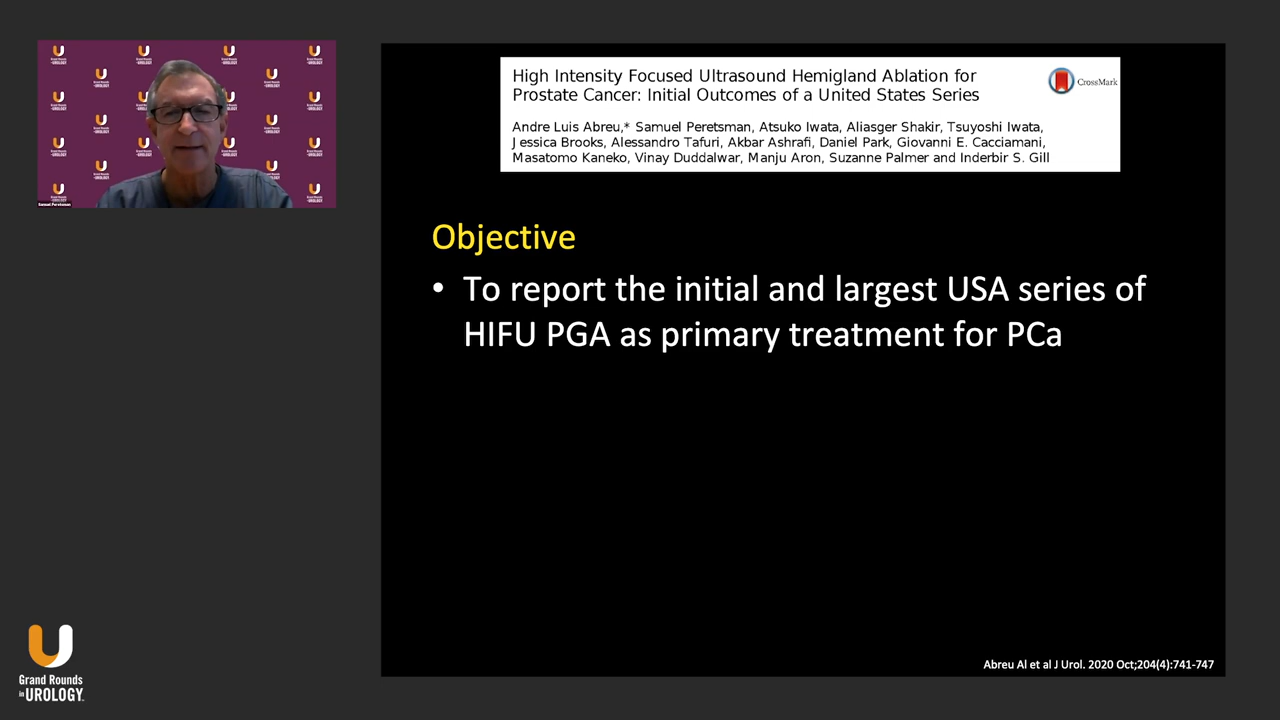 High Intensity Focused Ultrasound Hemigland Ablation for
Prostate Cancer: Initial Outcomes of a United States Series
CrossMark
Andre Luis Abreu,* Samuel Peretsman, Atsuko Iwata, Aliasger Shakir, Tsuyoshi Iwata,
Jessica Brooks, Alessandro Tafuri, Akbar Ashrafi, Daniel Park, Giovanni E. Cacciamani,
Masatomo Kaneko, Vinay Duddalwar, Manju Aron, Suzanne Palmer and Inderbir S. Gill
Samuel Peretsman
Objective
• To report the initial and largest USA series of
HIFU PGA as primary treatment for PCa
Abreu Al et al J Urol. 2020 Oct;204(4):741-747
Grand Rounds
in UROLOGY